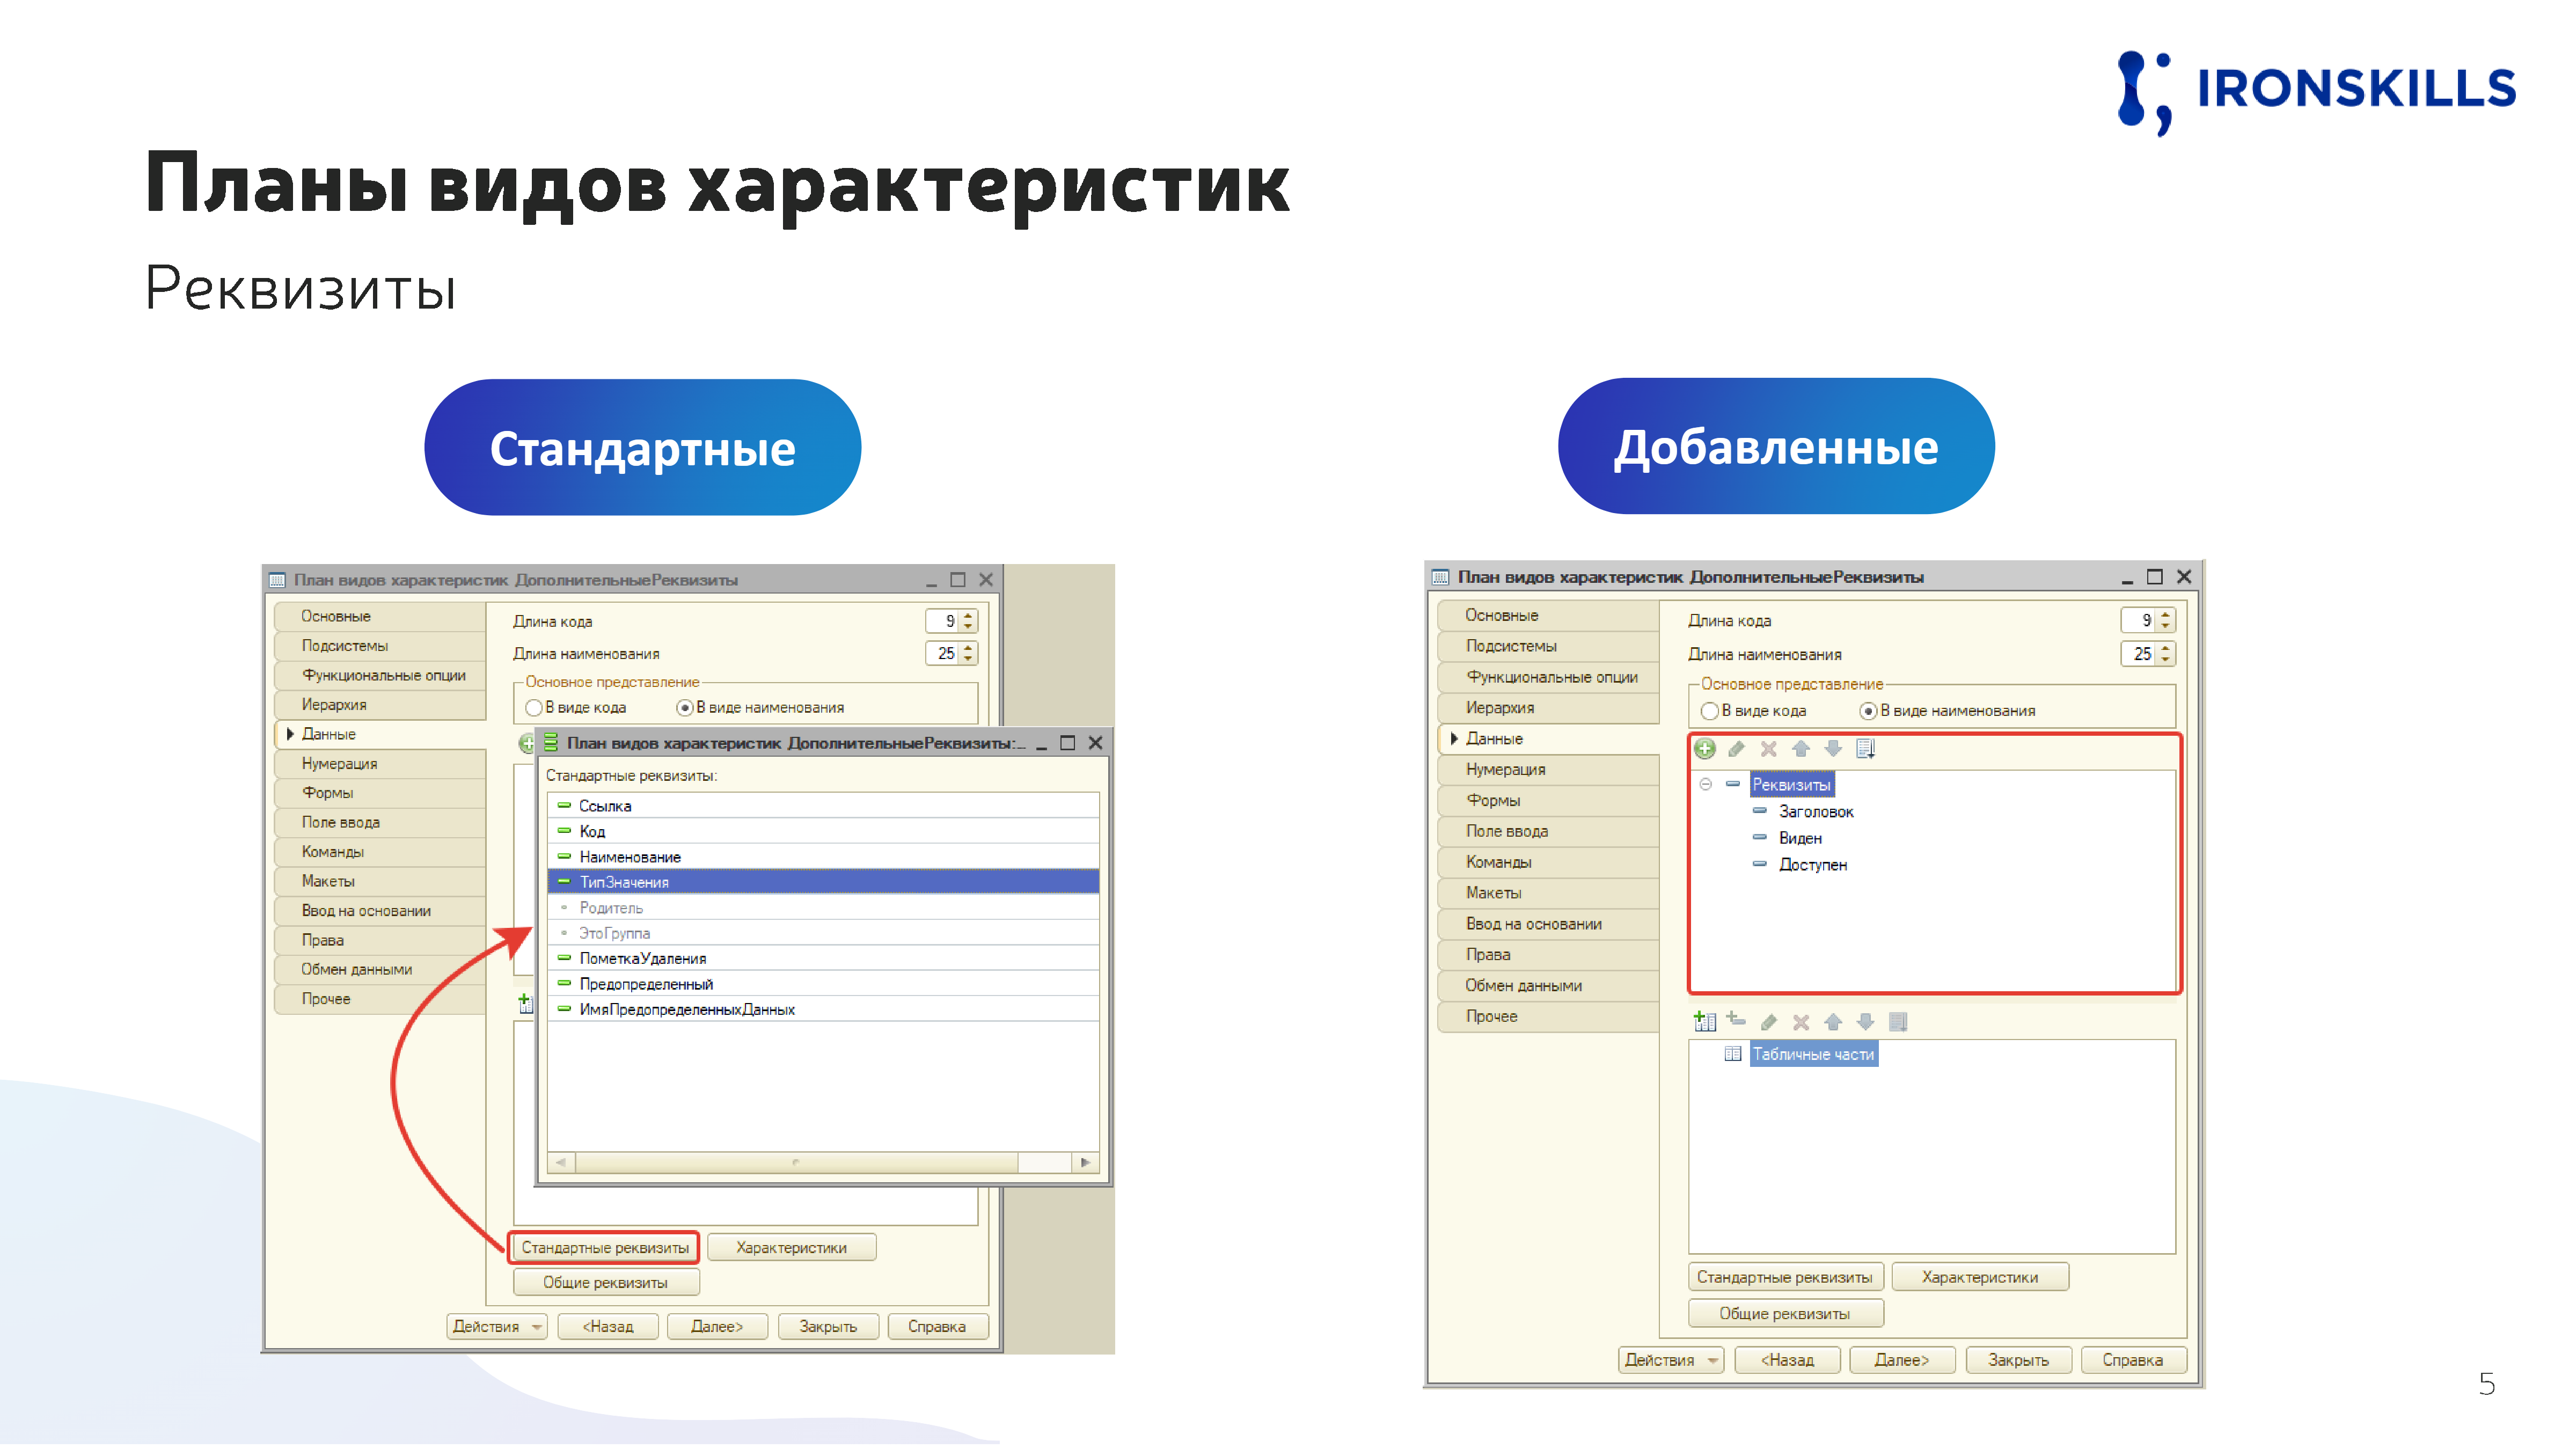 IRONSKILLS
Планы видов характеристик
Реквизиты
Стандартные
Добавленные
План видов характеристик ДополнительныеРеквизиты
Основные
Подсистемы
Функциональные опции
Иерархия
Данные
Нумерация
Формы
Поле ввода
Команды
Макеты
Ввод на основании
Права
Обмен данными
Прочее
Длина кода 9
Длина наименования 25
Основное представление
В виде кода В виде наименования
План видов характеристик ДополнительныеРеквизиты:...
Стандартные реквизиты:
Ссылка
Код
Наименование
ТипЗначения
Родитель
ЭтоГруппа
ПометкаУдаления
Предопределенный
ИмяПредопределенныхДанных
Стандартные реквизиты Характеристики
Общие реквизиты
Действия <Назад Далее> Закрыть Справка
План видов характеристик ДополнительныеРеквизиты
Основные
Подсистемы
Функциональные опции
Иерархия
Данные
Нумерация
Формы
Поле ввода
Команды
Макеты
Ввод на основании
Права
Обмен данными
Прочее
Длина кода 9
Длина наименования 25
Основное представление
В виде кода В виде наименования
Реквизиты
Заголовок
Виден
Доступен
Табличные части
Стандартные реквизиты Характеристики
Общие реквизиты
Действия <Назад Далее> Закрыть Справка
5